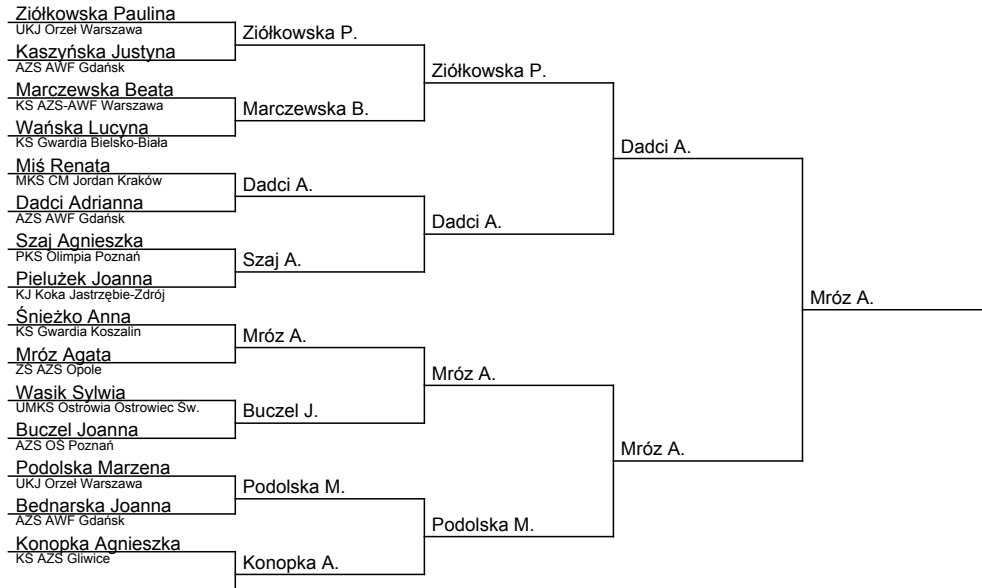 Ziółkowska Paulina
UKJ Orzeł Warszawa
Kaszyńska Justyna
AZS AWF Gdańsk
Marczewska Beata
KS AZS-AWF Warszawa
Wańska Lucyna
KS Gwardia Bielsko-Biała
Miś Renata
MKS CM Jordan Kraków
Dadci Adrianna
AZS AWF Gdańsk
Szaj Agnieszka
PKS Olimpia Poznań
Pielużek Joanna
KJ Koka Jastrzębie-Zdrój
Śnieżko Anna
KS Gwardia Koszalin
Mróz Agata
ZS AZS Opole
Wasik Sylwia
UMKS Ostrowia Ostrowiec Św.
Buczel Joanna
AZS OŚ Poznań
Podolska Marzena
UKJ Orzeł Warszawa
Bednarska Joanna
AZS AWF Gdańsk
Konopka Agnieszka
KS AZS Gliwice
Ziółkowska P.
Marczewska B.
Dadci A.
Szaj A.
Mróz A.
Buczel J.
Podolska M.
Konopka A.
Ziółkowska P.
Dadci A.
Mróz A.
Podolska M.
Dadci A.
Mróz A.
Mróz A.